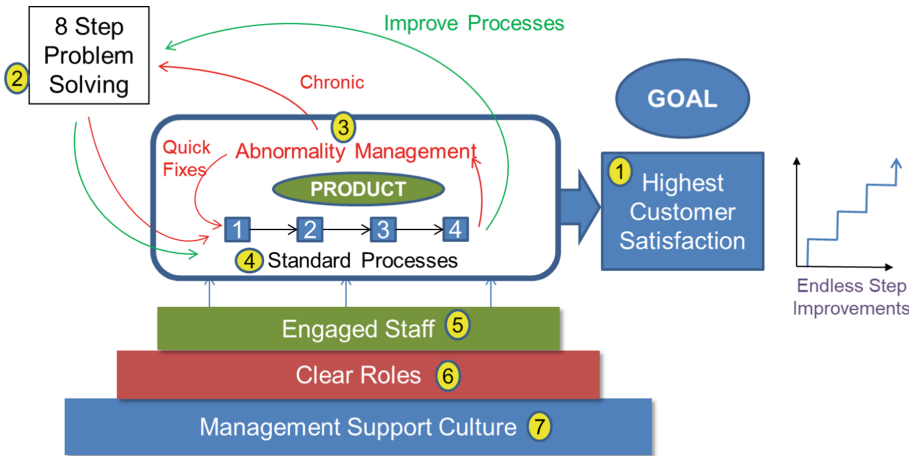 8 Step
Problem
Solving
2
Improve Processes
Chronic
3
Quick
Fixes
Abnormality Management
PRODUCT
1
2
3
4
4 Standard Processes
GOAL
1
Highest
Customer
Satisfaction
Endless Step
Improvements
Engaged Staff 5
Clear Roles 6
Management Support Culture 7